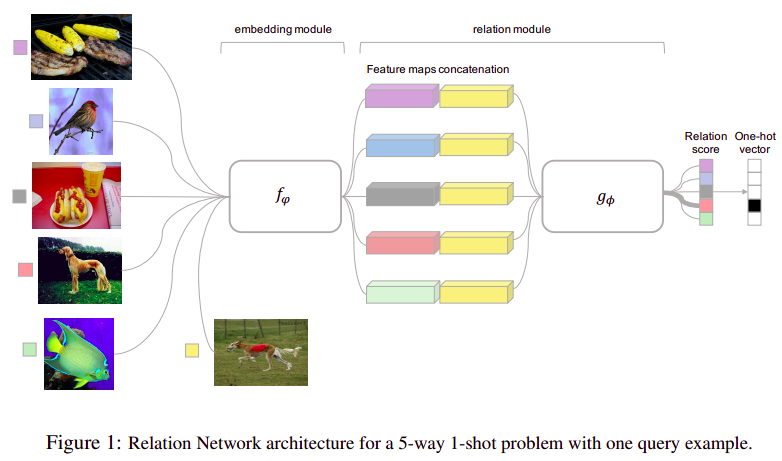 embedding module
relation module
Feature maps concatenation
Relation score
One-hot vector
f_φ
g_ϕ
Figure 1: Relation Network architecture for a 5-way 1-shot problem with one query example.